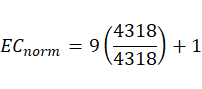 EC_norm = 9(4318/4318) + 1